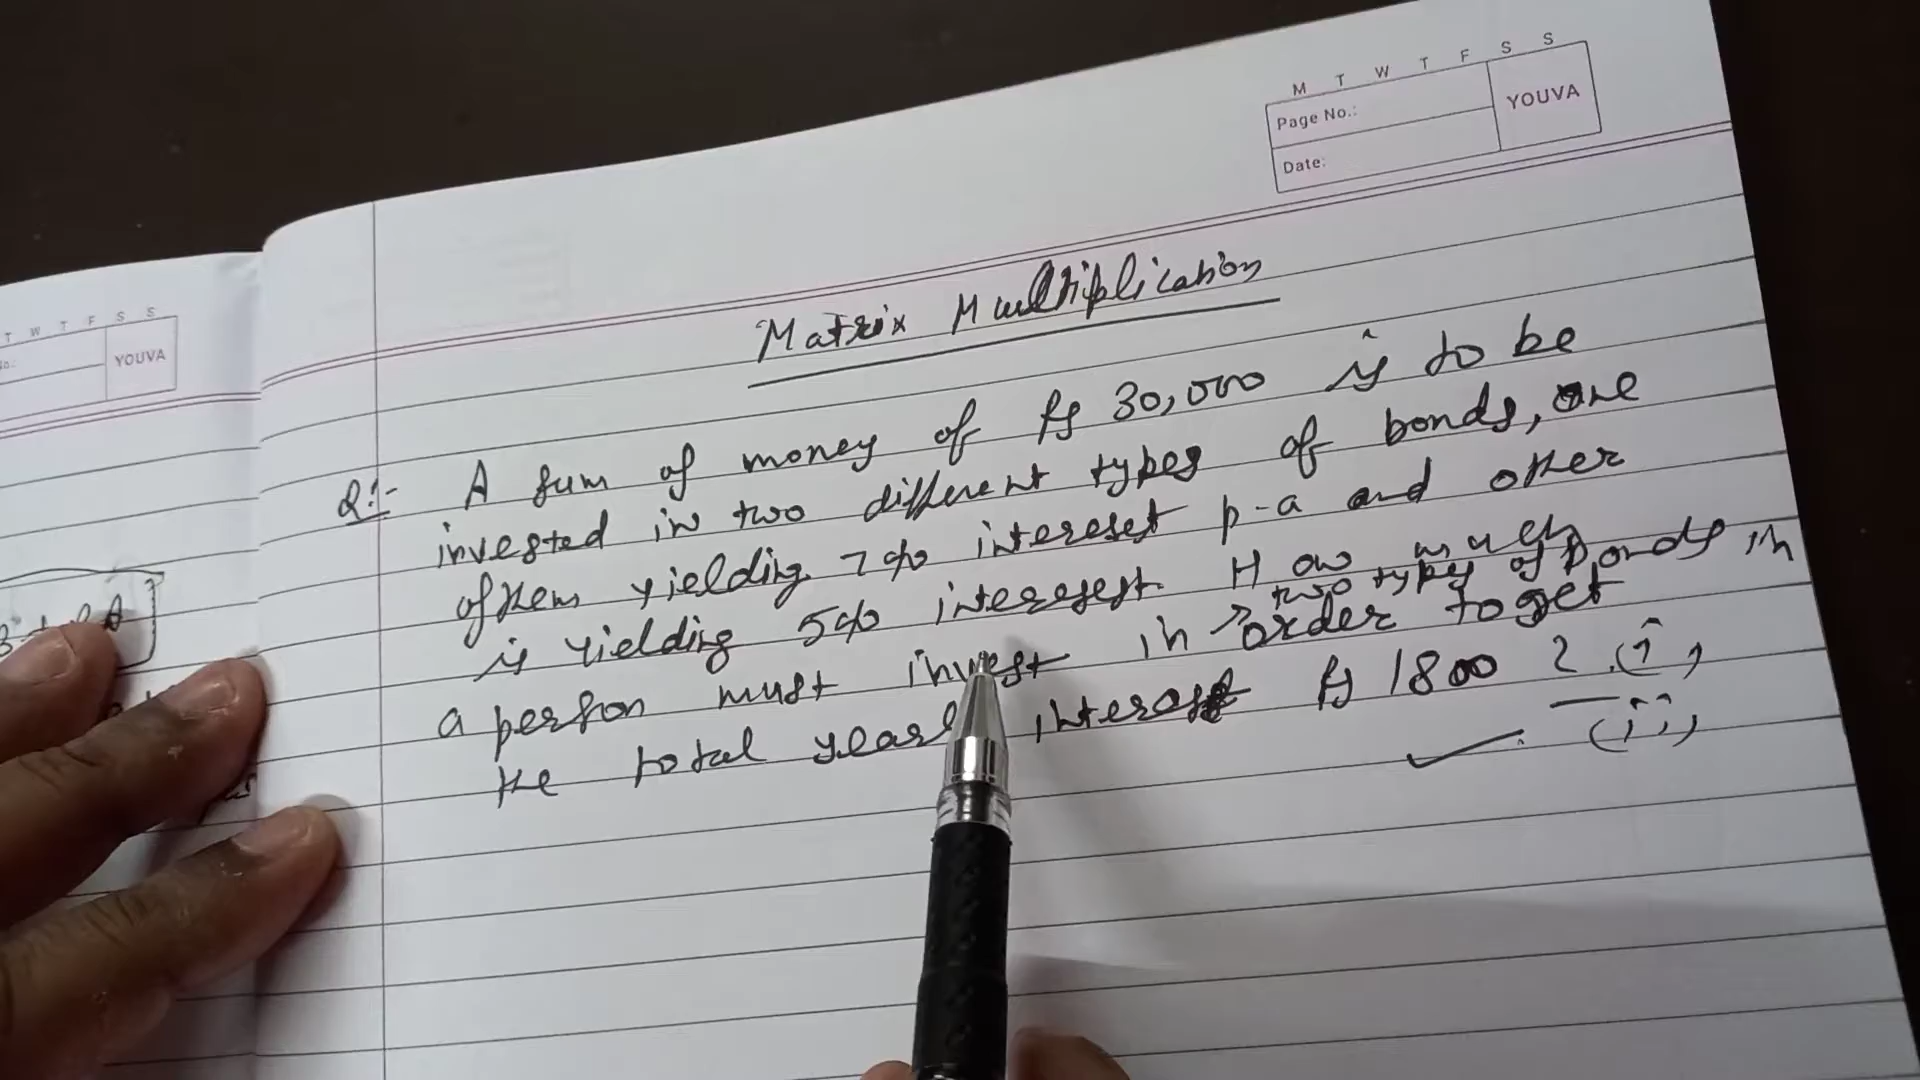 M T W T F S S
Page No.:
YOUVA
Date:
T W T F S S
YOUVA
Matrix Multiplication
Q:- A sum of money of Rs 30,000 is to be
invested in two different types of bonds, one
of them yielding 7% interest p-a and other
is yielding 5% interest. How much
two types of bonds in
a person must invest in order to get
the total yearly interest Rs 1800 ? (i),
(ii),